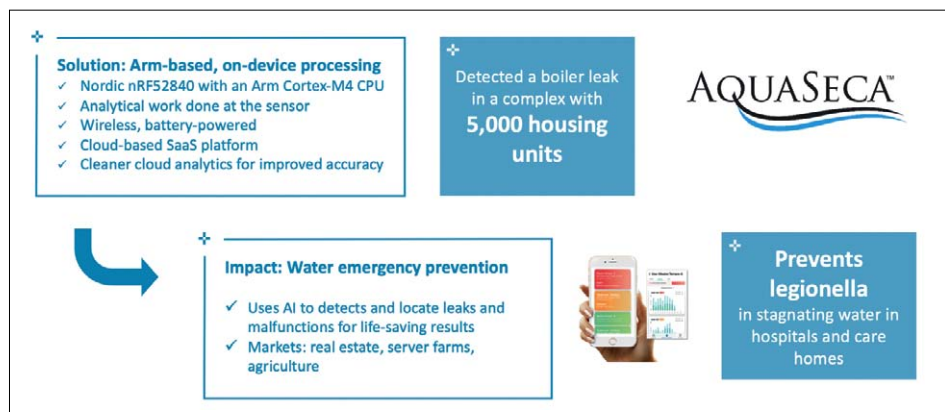 Solution: Arm-based, on-device processing
✓ Nordic nRF52840 with an Arm Cortex-M4 CPU
✓ Analytical work done at the sensor
✓ Wireless, battery-powered
✓ Cloud-based SaaS platform
✓ Cleaner cloud analytics for improved accuracy
Detected a boiler leak
in a complex with
5,000 housing
units
AQUASECA™
Impact: Water emergency prevention
✓ Uses AI to detects and locate leaks and
malfunctions for life-saving results
✓ Markets: real estate, server farms,
agriculture
Prevents
legionella
in stagnating water in
hospitals and care
homes